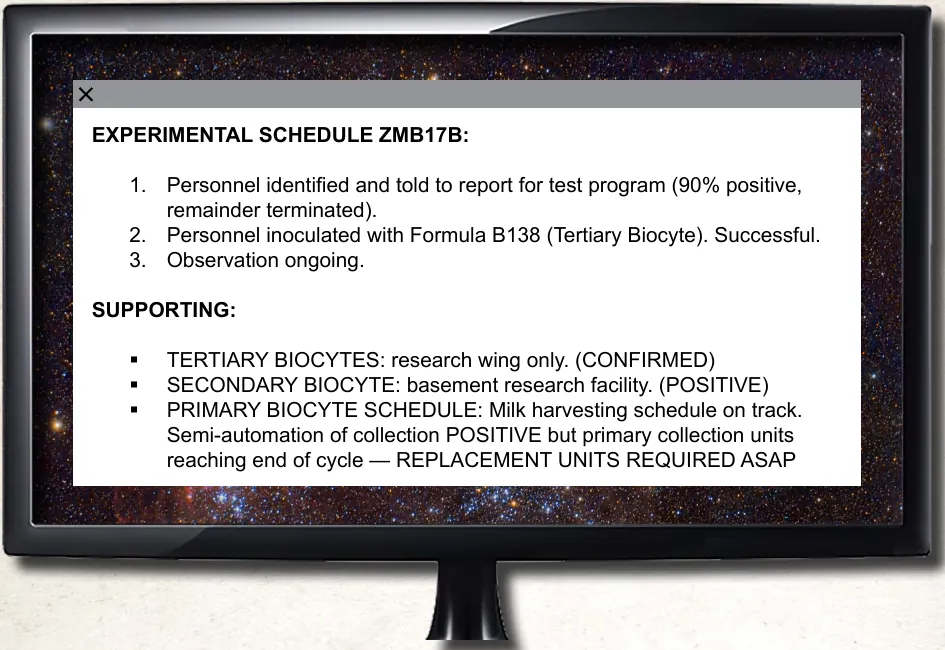 EXPERIMENTAL SCHEDULE ZMB17B:
1. Personnel identified and told to report for test program (90% positive,
remainder terminated).
2. Personnel inoculated with Formula B138 (Tertiary Biocyte). Successful.
3. Observation ongoing.
SUPPORTING:
▪ TERTIARY BIOCYTES: research wing only. (CONFIRMED)
▪ SECONDARY BIOCYTE: basement research facility. (POSITIVE)
▪ PRIMARY BIOCYTE SCHEDULE: Milk harvesting schedule on track.
Semi-automation of collection POSITIVE but primary collection units
reaching end of cycle — REPLACEMENT UNITS REQUIRED ASAP